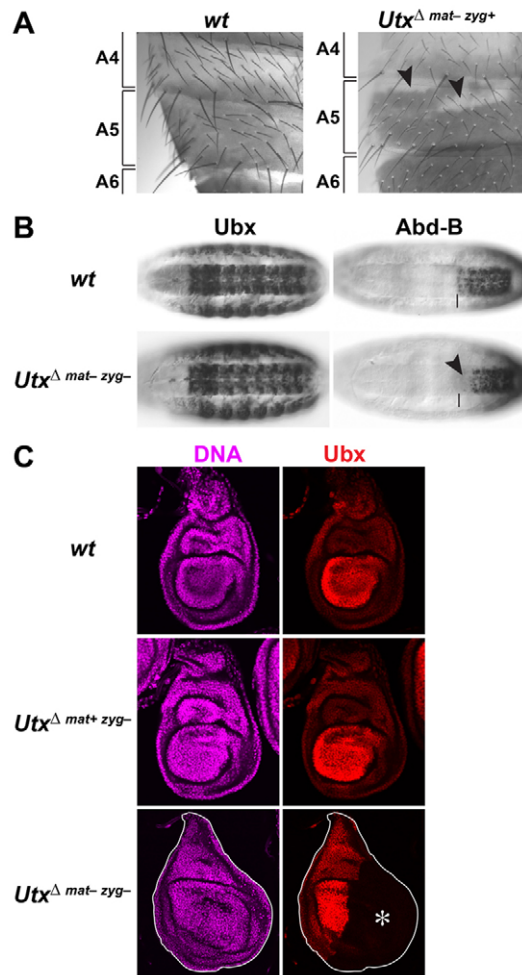 A
wt
Utx^Δ mat– zyg+
A4
A5
A6
A4
A5
A6
B
Ubx
Abd-B
wt
Utx^Δ mat– zyg–
C
DNA
Ubx
wt
Utx^Δ mat+ zyg–
Utx^Δ mat– zyg–
*